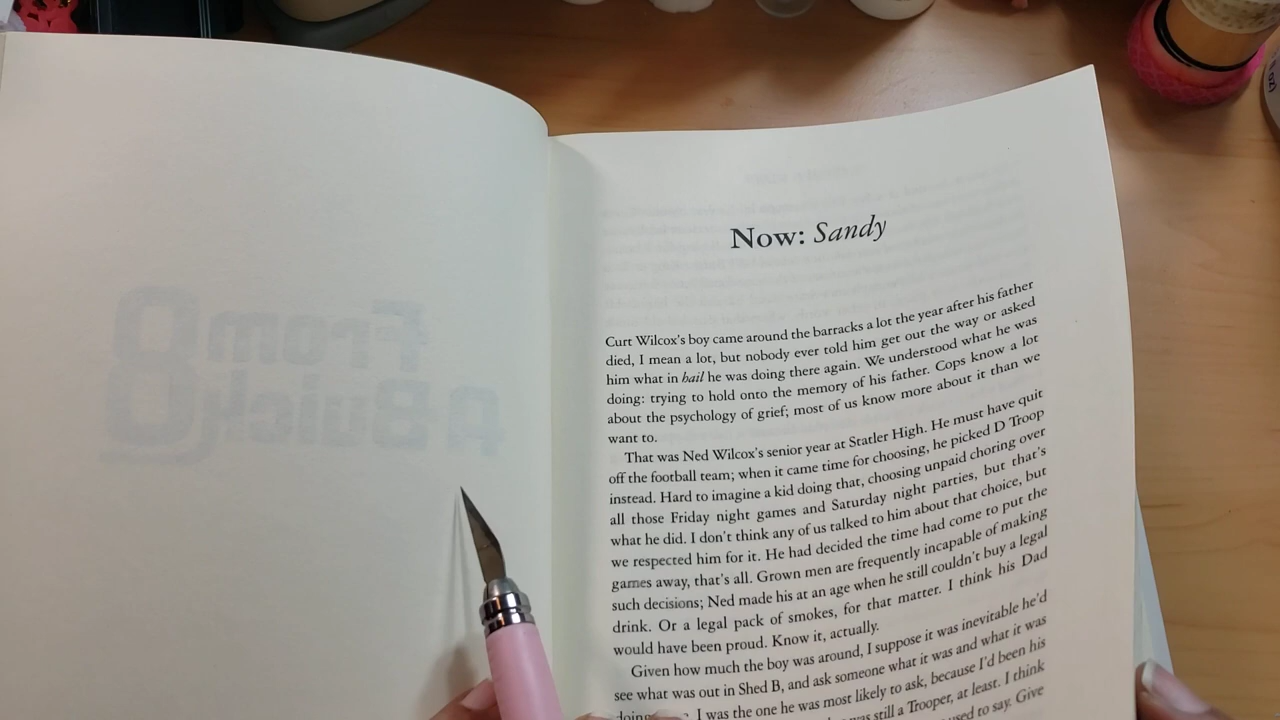 From a
A Buick 8
Now: Sandy
Curt Wilcox's boy came around the barracks a lot the year after his father
died, I mean a lot, but nobody ever told him get out the way or asked
him what in hail he was doing there again. We understood what he was
doing: trying to hold onto the memory of his father. Cops know a lot
about the psychology of grief; most of us know more about it than we
want to.
That was Ned Wilcox's senior year at Statler High. He must have quit
off the football team; when it came time for choosing, he picked D Troop
instead. Hard to imagine a kid doing that, choosing unpaid choring over
all those Friday night games and Saturday night parties, but that's
what he did. I don't think any of us talked to him about that choice, but
we respected him for it. He had decided the time had come to put the
games away, that's all. Grown men are frequently incapable of making
such decisions; Ned made his at an age when he still couldn't buy a legal
drink. Or a legal pack of smokes, for that matter. I think his Dad
would have been proud. Know it, actually.
Given how much the boy was around, I suppose it was inevitable he'd
see what was out in Shed B, and ask someone what it was and what it was
doing I was the one he was most likely to ask, because I'd been his
was still a Trooper, at least. I think
used to say. Give